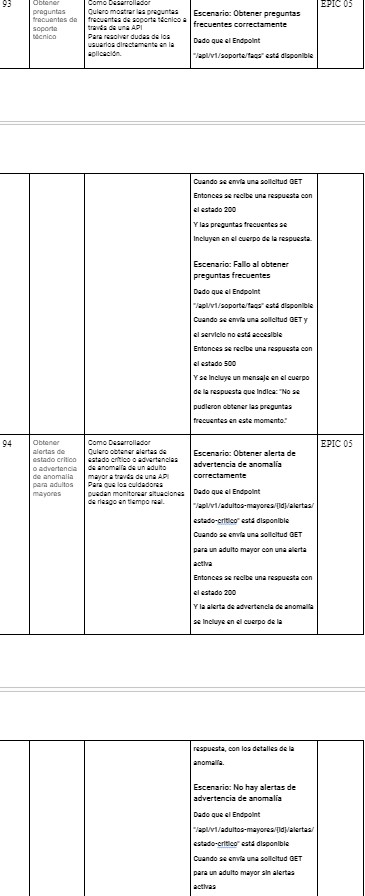 93
Obtener
preguntas
frecuentes de
soporte
técnico
Como Desarrollador
Quiero mostrar las preguntas
frecuentes de soporte técnico a
través de una API
Para resolver dudas de los
usuarios directamente en la
aplicación.
Escenario: Obtener preguntas
frecuentes correctamente
Dado que el Endpoint
"/api/v1/soporte/faqs" está disponible
EPIC 05
Cuando se envía una solicitud GET
Entonces se recibe una respuesta con
el estado 200
Y las preguntas frecuentes se
incluyen en el cuerpo de la respuesta.
Escenario: Fallo al obtener
preguntas frecuentes
Dado que el Endpoint
"/api/v1/soporte/faqs" está disponible
Cuando se envía una solicitud GET y
el servicio no está accesible
Entonces se recibe una respuesta con
el estado 500
Y se incluye un mensaje en el cuerpo
de la respuesta que indica: "No se
pudieron obtener las preguntas
frecuentes en este momento."
94
Obtener
alertas de
estado crítico
o advertencia
de anomalía
para adultos
mayores
Como Desarrollador
Quiero obtener alertas de
estado crítico o advertencias
de anomalía de un adulto
mayor a través de una API
Para que los cuidadores
puedan monitorear situaciones
de riesgo en tiempo real.
Escenario: Obtener alerta de
advertencia de anomalía
correctamente
Dado que el Endpoint
"/api/v1/adultos-mayores/{id}/alertas/
estado-critico" está disponible
Cuando se envía una solicitud GET
para un adulto mayor con una alerta
activa
Entonces se recibe una respuesta con
el estado 200
Y la alerta de advertencia de anomalía
se incluye en el cuerpo de la
EPIC 05
respuesta, con los detalles de la
anomalía.
Escenario: No hay alertas de
advertencia de anomalía
Dado que el Endpoint
"/api/v1/adultos-mayores/{id}/alertas/
estado-critico" está disponible
Cuando se envía una solicitud GET
para un adulto mayor sin alertas
activas